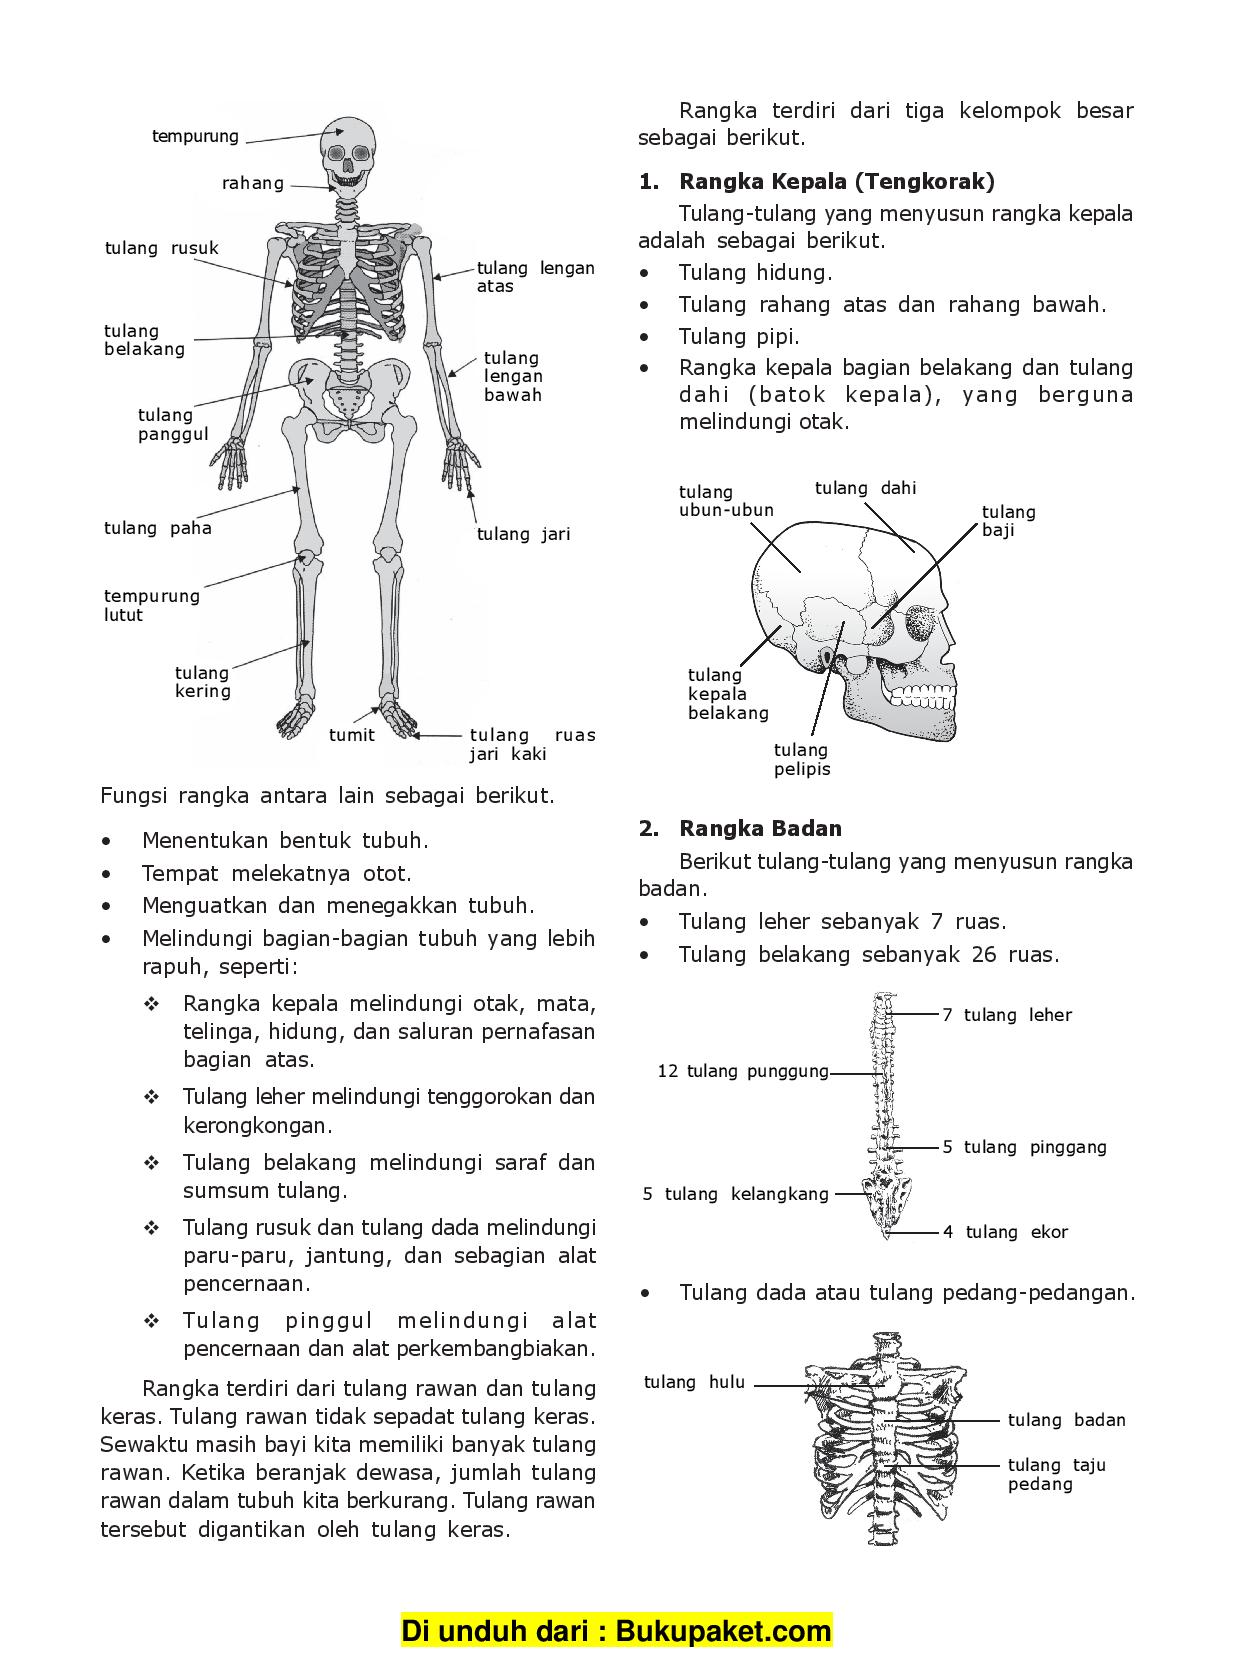 tempurung
rahang
tulang rusuk
tulang lengan
atas
tulang
belakang
tulang
lengan
bawah
tulang
panggul
tulang paha
tulang jari
tempurung
lutut
tulang
kering
tumit
tulang ruas
jari kaki
Fungsi rangka antara lain sebagai berikut.
• Menentukan bentuk tubuh.
• Tempat melekatnya otot.
• Menguatkan dan menegakkan tubuh.
• Melindungi bagian-bagian tubuh yang lebih
rapuh, seperti:
❖ Rangka kepala melindungi otak, mata,
telinga, hidung, dan saluran pernafasan
bagian atas.
❖ Tulang leher melindungi tenggorokan dan
kerongkongan.
❖ Tulang belakang melindungi saraf dan
sumsum tulang.
❖ Tulang rusuk dan tulang dada melindungi
paru-paru, jantung, dan sebagian alat
pencernaan.
❖ Tulang pinggul melindungi alat
pencernaan dan alat perkembangbiakan.
Rangka terdiri dari tulang rawan dan tulang
keras. Tulang rawan tidak sepadat tulang keras.
Sewaktu masih bayi kita memiliki banyak tulang
rawan. Ketika beranjak dewasa, jumlah tulang
rawan dalam tubuh kita berkurang. Tulang rawan
tersebut digantikan oleh tulang keras.
Rangka terdiri dari tiga kelompok besar
sebagai berikut.
1. Rangka Kepala (Tengkorak)
Tulang-tulang yang menyusun rangka kepala
adalah sebagai berikut.
• Tulang hidung.
• Tulang rahang atas dan rahang bawah.
• Tulang pipi.
• Rangka kepala bagian belakang dan tulang
dahi (batok kepala), yang berguna
melindungi otak.
tulang
ubun-ubun
tulang dahi
tulang
baji
tulang
kepala
belakang
tulang
pelipis
2. Rangka Badan
Berikut tulang-tulang yang menyusun rangka
badan.
• Tulang leher sebanyak 7 ruas.
• Tulang belakang sebanyak 26 ruas.
7 tulang leher
12 tulang punggung
5 tulang pinggang
5 tulang kelangkang
4 tulang ekor
• Tulang dada atau tulang pedang-pedangan.
tulang hulu
tulang badan
tulang taju
pedang
Di unduh dari : Bukupaket.com